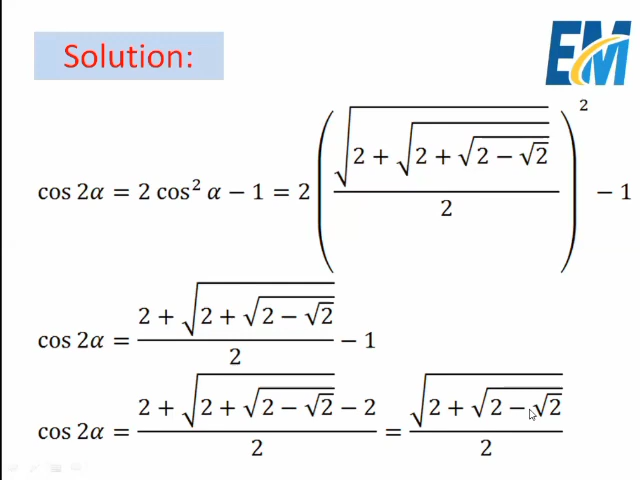 Solution:
EM
cos 2α = 2 cos² α − 1 = 2 (√(2 + √(2 + √(2 − √2))) / 2)² − 1
cos 2α = (2 + √(2 + √(2 − √2))) / 2 − 1
cos 2α = (2 + √(2 + √(2 − √2)) − 2) / 2 = √(2 + √(2 − √2)) / 2